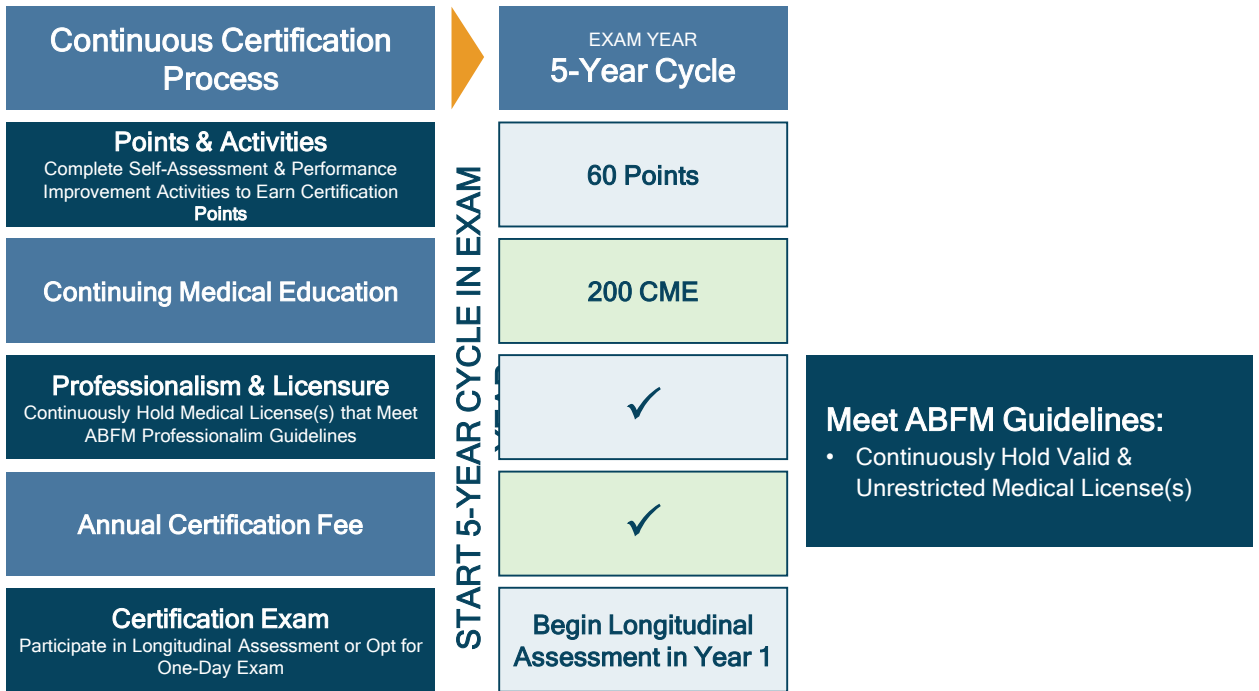 Continuous Certification
Process
EXAM YEAR
5-Year Cycle
Points & Activities
Complete Self-Assessment & Performance
Improvement Activities to Earn Certification
Points
60 Points
START 5-YEAR CYCLE IN EXAM
YEAR
Continuing Medical Education
200 CME
Professionalism & Licensure
Continuously Hold Medical License(s) that Meet
ABFM Professionalim Guidelines
✓
Meet ABFM Guidelines:
• Continuously Hold Valid &
Unrestricted Medical License(s)
Annual Certification Fee
✓
Certification Exam
Participate in Longitudinal Assessment or Opt for
One-Day Exam
Begin Longitudinal
Assessment in Year 1